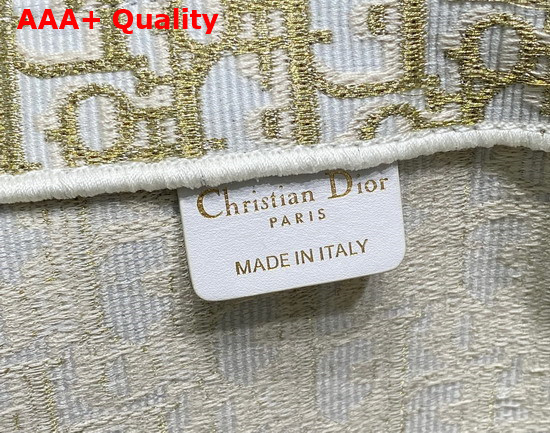 AAA+ Quality
Christian Dior
PARIS
MADE IN ITALY